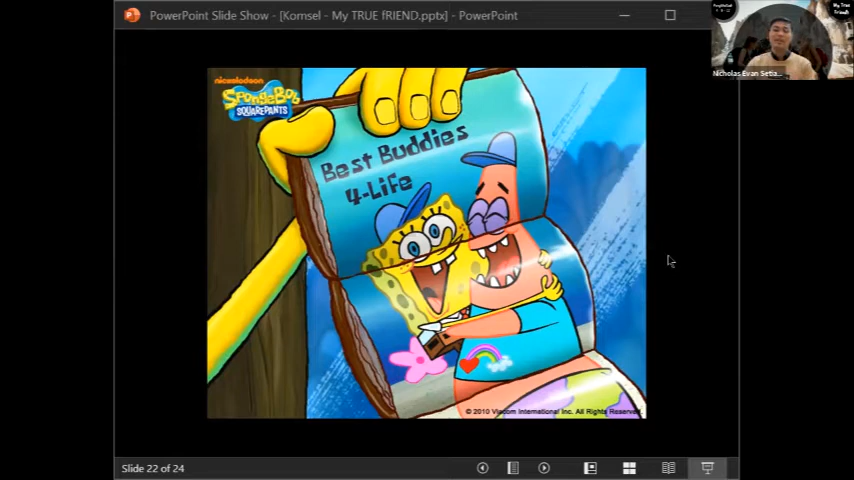 PowerPoint Slide Show - [Komsel - My TRUE fRIEND.pptx] - PowerPoint
My True
Friend
Nicholas Evan Setia...
nickelodeon
SpongeBob
SQUAREPANTS
Best Buddies
4-Life
© 2010 Viacom International Inc. All Rights Reserved.
Slide 22 of 24